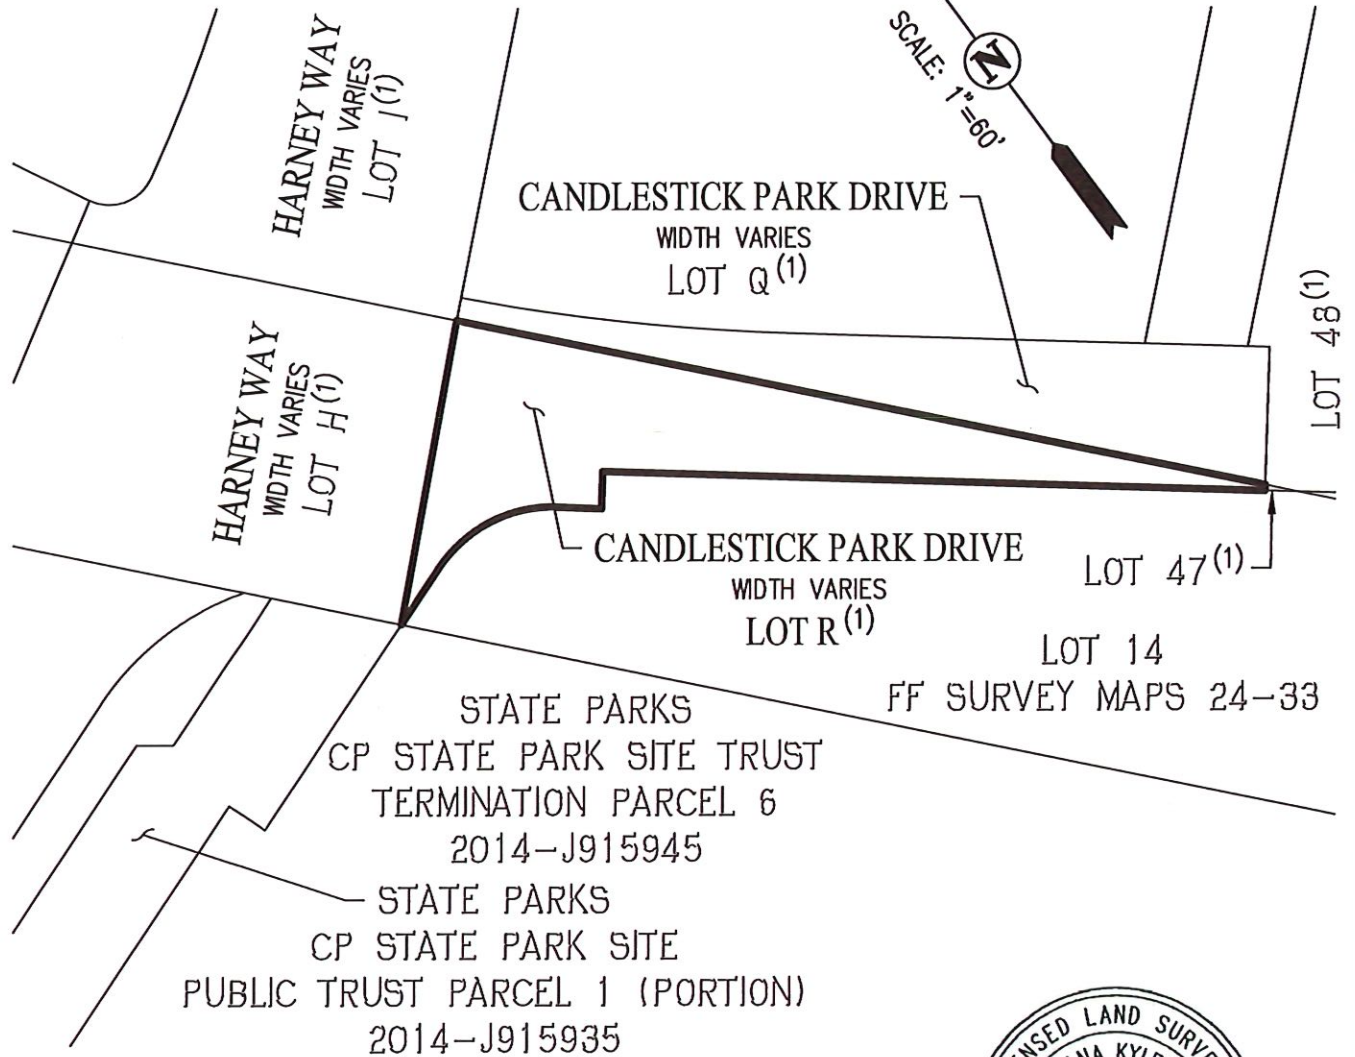 HARNEY WAY
WIDTH VARIES
LOT I(1)
N
SCALE: 1"=60'
CANDLESTICK PARK DRIVE
WIDTH VARIES
LOT Q(1)
LOT 48(1)
HARNEY WAY
WIDTH VARIES
LOT H(1)
CANDLESTICK PARK DRIVE
WIDTH VARIES
LOT R(1)
LOT 47(1)
LOT 14
FF SURVEY MAPS 24-33
STATE PARKS
CP STATE PARK SITE TRUST
TERMINATION PARCEL 6
2014-J915945
STATE PARKS
CP STATE PARK SITE
PUBLIC TRUST PARCEL 1 (PORTION)
2014-J915935
LAND